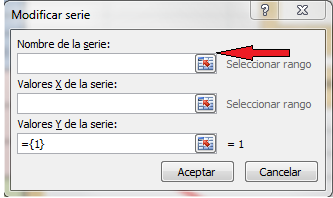 Modificar serie
Nombre de la serie:
Seleccionar rango
Valores X de la serie:
Seleccionar rango
Valores Y de la serie:
={1} = 1
Aceptar Cancelar